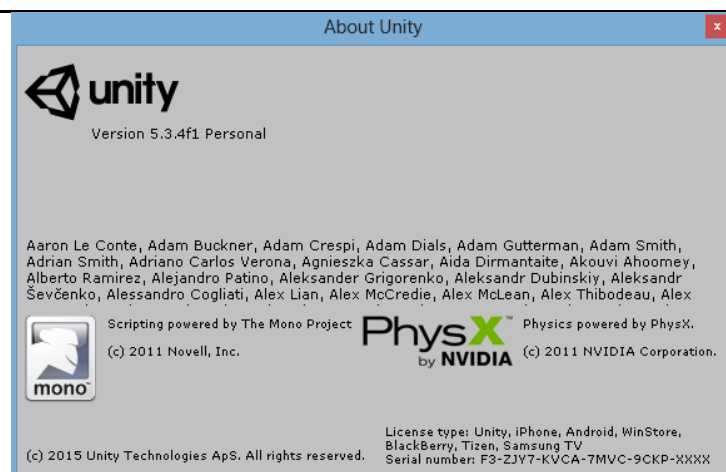 About Unity
x
unity
Version 5.3.4f1 Personal
Aaron Le Conte, Adam Buckner, Adam Crespi, Adam Dials, Adam Gutterman, Adam Smith,
Adrian Smith, Adriano Carlos Verona, Agnieszka Cassar, Aida Dirmantaite, Akouvi Ahoomey,
Alberto Ramirez, Alejandro Patino, Aleksander Grigorenko, Aleksandr Dubinskiy, Aleksandr
Ševčenko, Alessandro Cogliati, Alex Lian, Alex McCredie, Alex McLean, Alex Thibodeau, Alex
mono™
Scripting powered by The Mono Project
(c) 2011 Novell, Inc.
PhysX™
by NVIDIA
Physics powered by PhysX.
(c) 2011 NVIDIA Corporation.
(c) 2015 Unity Technologies ApS. All rights reserved.
License type: Unity, iPhone, Android, WinStore,
BlackBerry, Tizen, Samsung TV
Serial number: F3-ZJY7-KVCA-7MVC-9CKP-XXXX